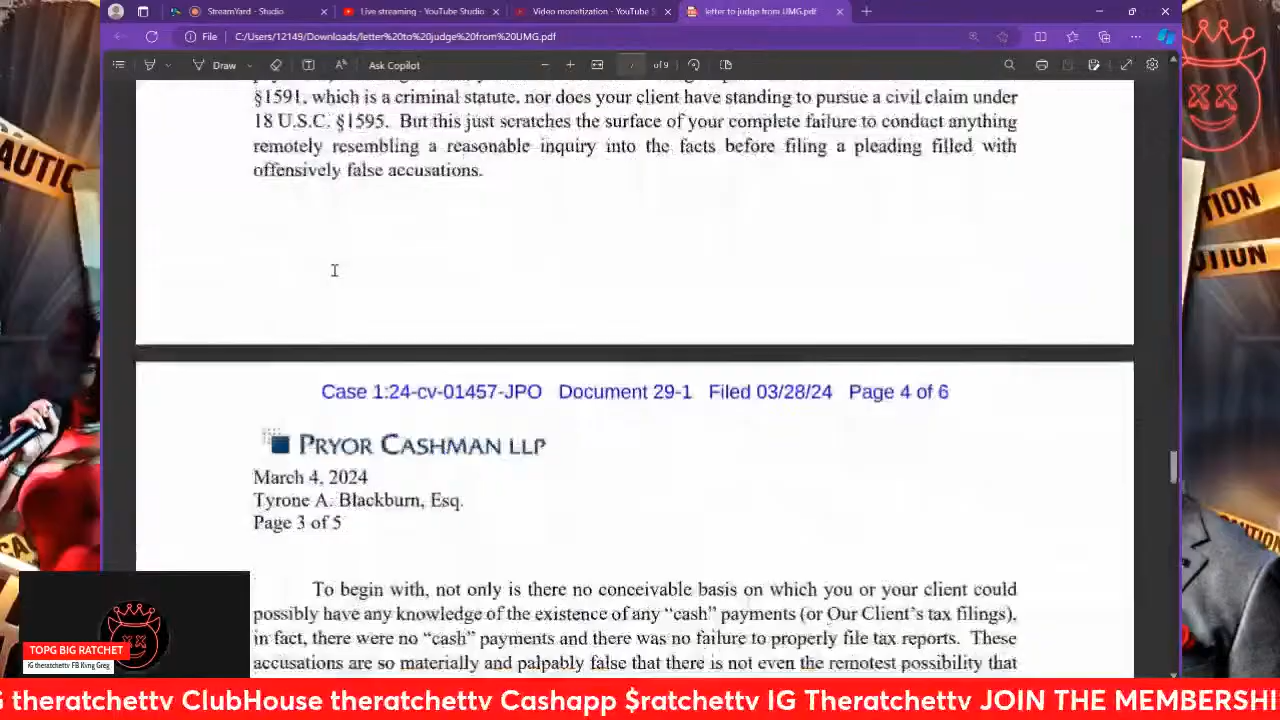 StreamYard - Studio
Live streaming - YouTube Studio
Video monetization - YouTube S
letter to judge from UMG.pdf
File
C:/Users/12149/Downloads/letter%20to%20judge%20from%20UMG.pdf
Draw
Ask Copilot
of 9
§1591, which is a criminal statute, nor does your client have standing to pursue a civil claim under
18 U.S.C. §1595. But this just scratches the surface of your complete failure to conduct anything
remotely resembling a reasonable inquiry into the facts before filing a pleading filled with
offensively false accusations.
Case 1:24-cv-01457-JPO Document 29-1 Filed 03/28/24 Page 4 of 6
PRYOR CASHMAN LLP
March 4, 2024
Tyrone A. Blackburn, Esq.
Page 3 of 5
To begin with, not only is there no conceivable basis on which you or your client could
possibly have any knowledge of the existence of any “cash” payments (or Our Client’s tax filings),
in fact, there were no “cash” payments and there was no failure to properly file tax reports. These
accusations are so materially and palpably false that there is not even the remotest possibility that
TOPG BIG RATCHET
IG theratchettv FB King Greg
G theratchettv ClubHouse theratchettv Cashapp $ratchettv IG Theratchettv JOIN THE MEMBERSHI